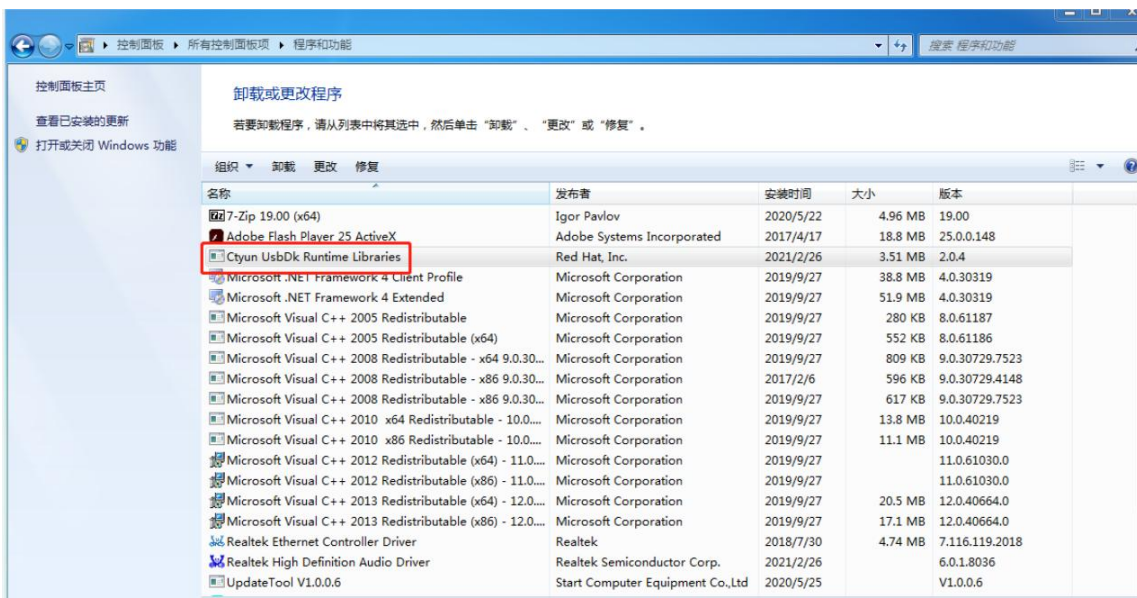 控制面板 ▸ 所有控制面板项 ▸ 程序和功能
搜索 程序和功能
控制面板主页
查看已安装的更新
打开或关闭 Windows 功能
卸载或更改程序
若要卸载程序，请从列表中将其选中，然后单击“卸载”、“更改”或“修复”。
组织 卸载 更改 修复
名称 发布者 安装时间 大小 版本
7-Zip 19.00 (x64) Igor Pavlov 2020/5/22 4.96 MB 19.00
Adobe Flash Player 25 ActiveX Adobe Systems Incorporated 2017/4/17 18.8 MB 25.0.0.148
Ctyun UsbDk Runtime Libraries Red Hat, Inc. 2021/2/26 3.51 MB 2.0.4
Microsoft .NET Framework 4 Client Profile Microsoft Corporation 2019/9/27 38.8 MB 4.0.30319
Microsoft .NET Framework 4 Extended Microsoft Corporation 2019/9/27 51.9 MB 4.0.30319
Microsoft Visual C++ 2005 Redistributable Microsoft Corporation 2019/9/27 280 KB 8.0.61187
Microsoft Visual C++ 2005 Redistributable (x64) Microsoft Corporation 2019/9/27 552 KB 8.0.61186
Microsoft Visual C++ 2008 Redistributable - x64 9.0.30... Microsoft Corporation 2019/9/27 809 KB 9.0.30729.7523
Microsoft Visual C++ 2008 Redistributable - x86 9.0.30... Microsoft Corporation 2017/2/6 596 KB 9.0.30729.4148
Microsoft Visual C++ 2008 Redistributable - x86 9.0.30... Microsoft Corporation 2019/9/27 617 KB 9.0.30729.7523
Microsoft Visual C++ 2010 x64 Redistributable - 10.0.... Microsoft Corporation 2019/9/27 13.8 MB 10.0.40219
Microsoft Visual C++ 2010 x86 Redistributable - 10.0.... Microsoft Corporation 2019/9/27 11.1 MB 10.0.40219
Microsoft Visual C++ 2012 Redistributable (x64) - 11.0.... Microsoft Corporation 2019/9/27 11.0.61030.0
Microsoft Visual C++ 2012 Redistributable (x86) - 11.0.... Microsoft Corporation 2019/9/27 11.0.61030.0
Microsoft Visual C++ 2013 Redistributable (x64) - 12.0.... Microsoft Corporation 2019/9/27 20.5 MB 12.0.40664.0
Microsoft Visual C++ 2013 Redistributable (x86) - 12.0.... Microsoft Corporation 2019/9/27 17.1 MB 12.0.40664.0
Realtek Ethernet Controller Driver Realtek 2018/7/30 4.74 MB 7.116.119.2018
Realtek High Definition Audio Driver Realtek Semiconductor Corp. 2021/2/26 6.0.1.8036
UpdateTool V1.0.0.6 Start Computer Equipment Co.,Ltd 2020/5/25 V1.0.0.6